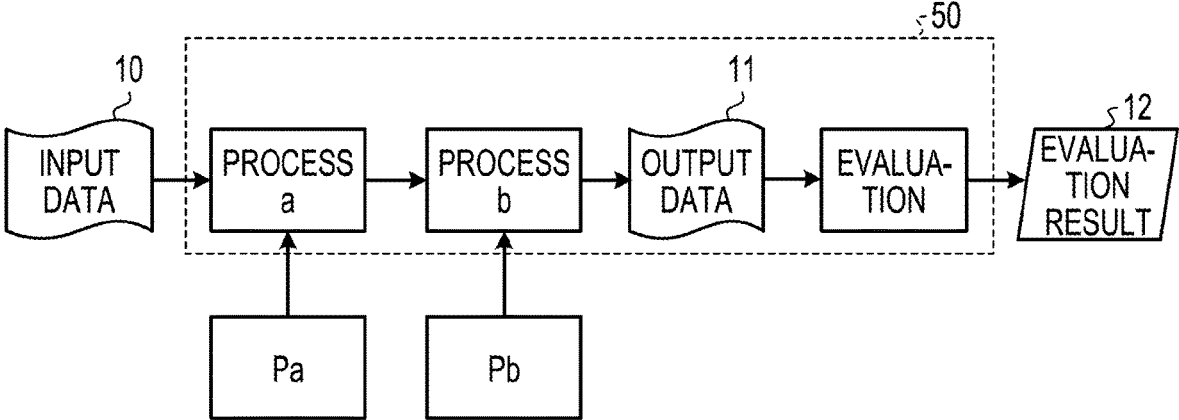 50
10
11
12
INPUT
DATA
PROCESS
a
PROCESS
b
OUTPUT
DATA
EVALUA-
TION
EVALUA-
TION
RESULT
Pa
Pb